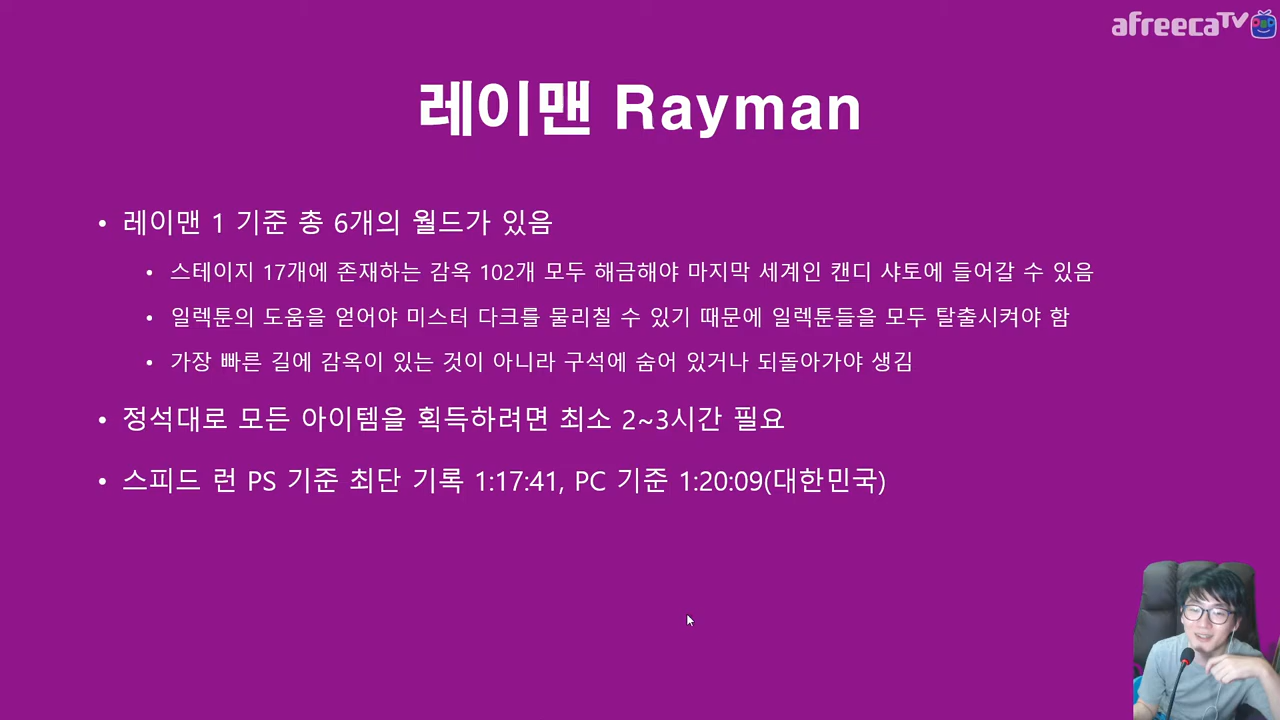 afreecaTV
레이맨 Rayman
• 레이맨 1 기준 총 6개의 월드가 있음
• 스테이지 17개에 존재하는 감옥 102개 모두 해금해야 마지막 세계인 캔디 샤토에 들어갈 수 있음
• 일렉툰의 도움을 얻어야 미스터 다크를 물리칠 수 있기 때문에 일렉툰들을 모두 탈출시켜야 함
• 가장 빠른 길에 감옥이 있는 것이 아니라 구석에 숨어 있거나 되돌아가야 생김
• 정석대로 모든 아이템을 획득하려면 최소 2~3시간 필요
• 스피드 런 PS 기준 최단 기록 1:17:41, PC 기준 1:20:09(대한민국)